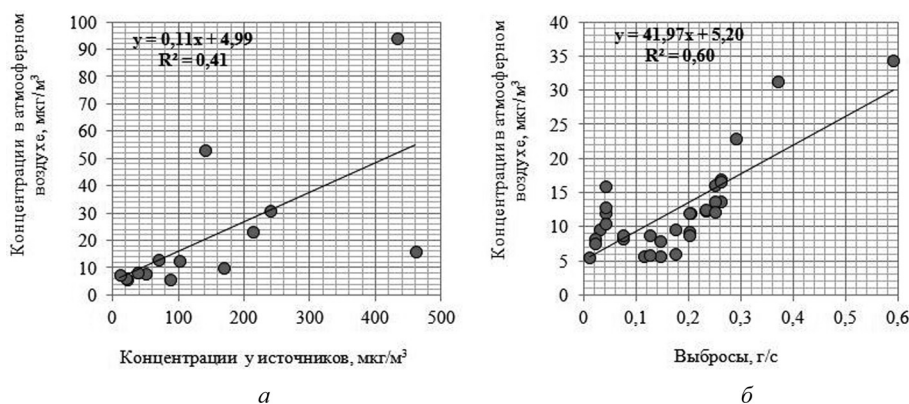 Концентрации в атмосферном
воздухе, мкг/м³
100
90
80
70
60
50
40
30
20
10
0
y = 0,11x + 4,99
R² = 0,41
0 100 200 300 400 500
Концентрации у источников, мкг/м³
а
Концентрации в атмосферном
воздухе, мкг/м³
40
35
30
25
20
15
10
5
0
y = 41,97x + 5,20
R² = 0,60
0 0,1 0,2 0,3 0,4 0,5 0,6
Выбросы, г/с
б